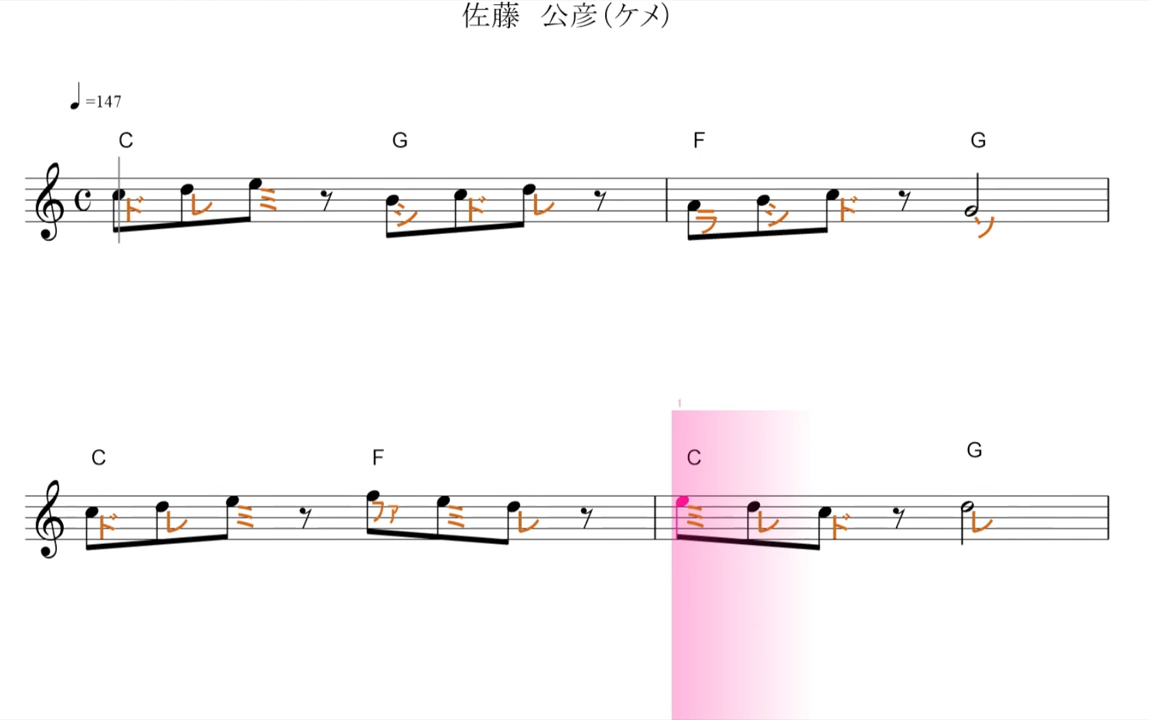 佐藤 公彦(ケメ)
♩=147
C G F G
ド レ ミ シ ド レ ラ シ ド ソ
C F C G
ド レ ミ ファ ミ レ ミ レ ド レ